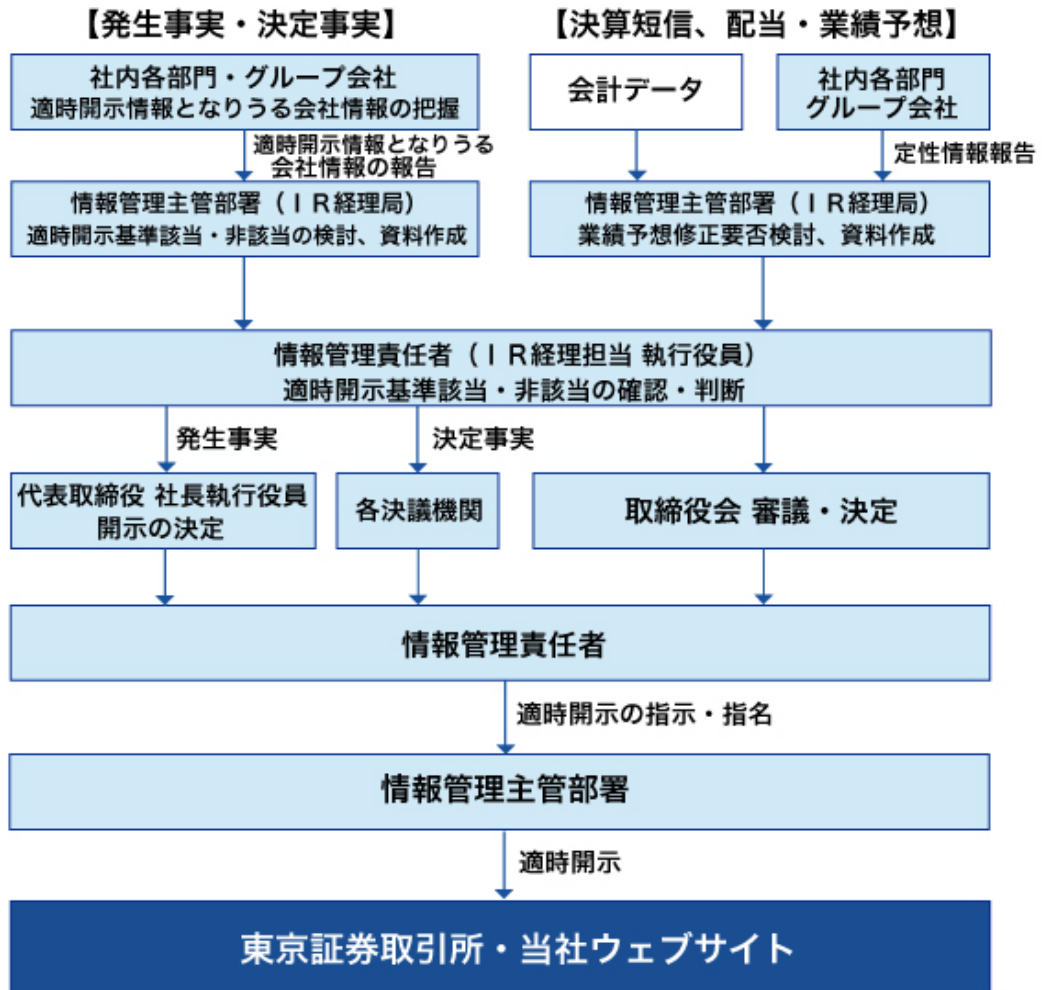 【発生事実・決定事実】
【決算短信、配当・業績予想】
社内各部門・グループ会社
適時開示情報となりうる会社情報の把握
会計データ
社内各部門
グループ会社
適時開示情報となりうる
会社情報の報告
定性情報報告
情報管理主管部署（ＩＲ経理局）
適時開示基準該当・非該当の検討、資料作成
情報管理主管部署（ＩＲ経理局）
業績予想修正要否検討、資料作成
情報管理責任者（ＩＲ経理担当 執行役員）
適時開示基準該当・非該当の確認・判断
発生事実
決定事実
代表取締役 社長執行役員
開示の決定
各決議機関
取締役会 審議・決定
情報管理責任者
適時開示の指示・指名
情報管理主管部署
適時開示
東京証券取引所・当社ウェブサイト